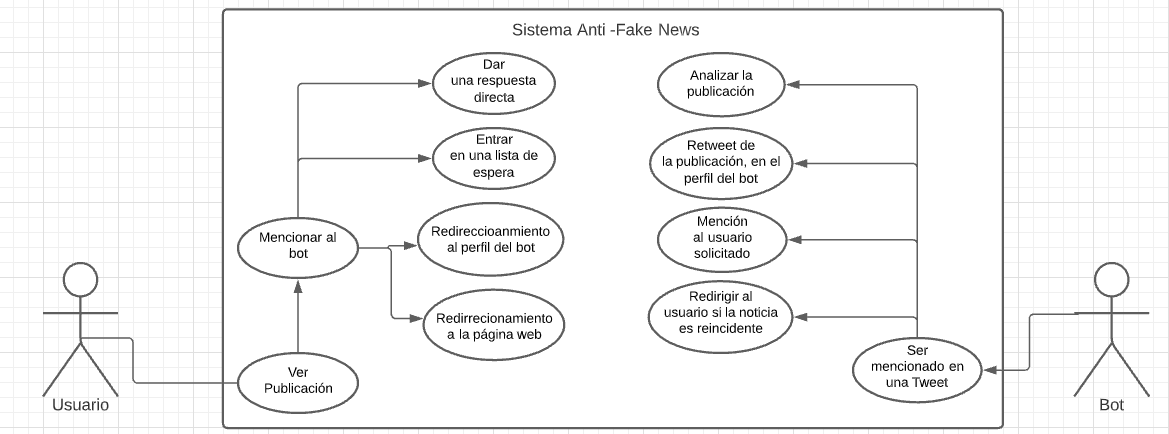 Sistema Anti -Fake News
Dar
una respuesta
directa
Entrar
en una lista de
espera
Mencionar al
bot
Redireccioanmiento
al perfil del bot
Redirrecionamiento
a la página web
Ver
Publicación
Usuario
Analizar la
publicación
Retweet de
la publicación, en el
perfil del bot
Mención
al usuario
solicitado
Redirigir al
usuario si la noticia
es reincidente
Ser
mencionado en
una Tweet
Bot